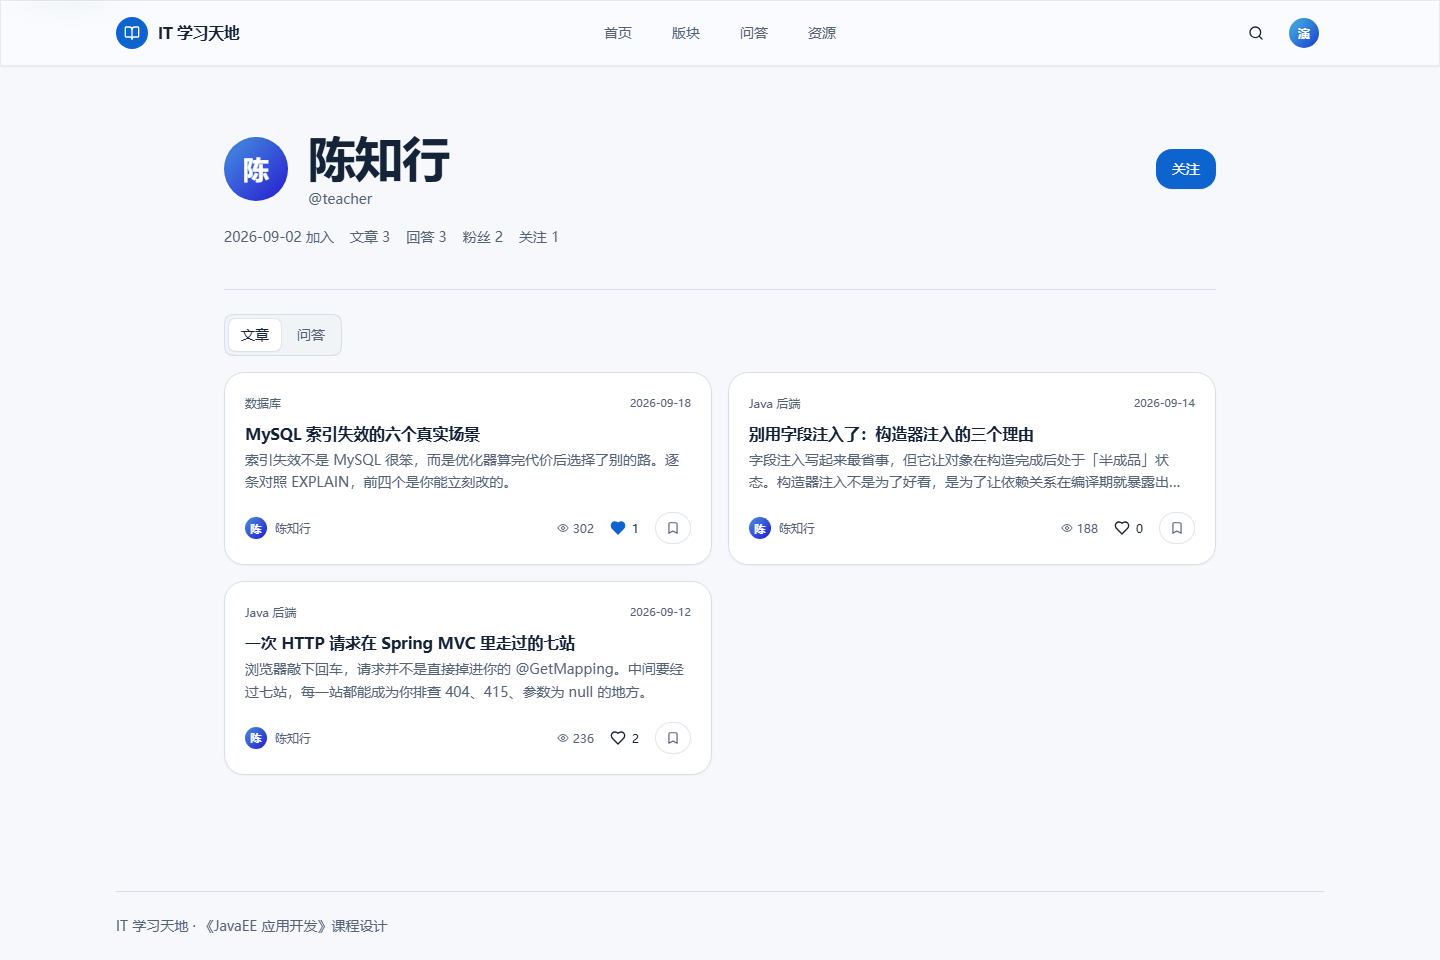 IT 学习天地
首页 版块 问答 资源
演
陈
陈知行
@teacher
关注
2026-09-02 加入 文章 3 回答 3 粉丝 2 关注 1
文章 问答
数据库 2026-09-18
MySQL 索引失效的六个真实场景
索引失效不是 MySQL 很笨，而是优化器算完代价后选择了别的路。逐
条对照 EXPLAIN，前四个是你能立刻改的。
陈 陈知行 302 1
Java 后端 2026-09-14
别用字段注入了：构造器注入的三个理由
字段注入写起来最省事，但它让对象在构造完成后处于「半成品」状
态。构造器注入不是为了好看，是为了让依赖关系在编译期就暴露出...
陈 陈知行 188 0
Java 后端 2026-09-12
一次 HTTP 请求在 Spring MVC 里走过的七站
浏览器敲下回车，请求并不是直接掉进你的 @GetMapping。中间要经
过七站，每一站都能成为你排查 404、415、参数为 null 的地方。
陈 陈知行 236 2
IT 学习天地 · 《JavaEE 应用开发》课程设计